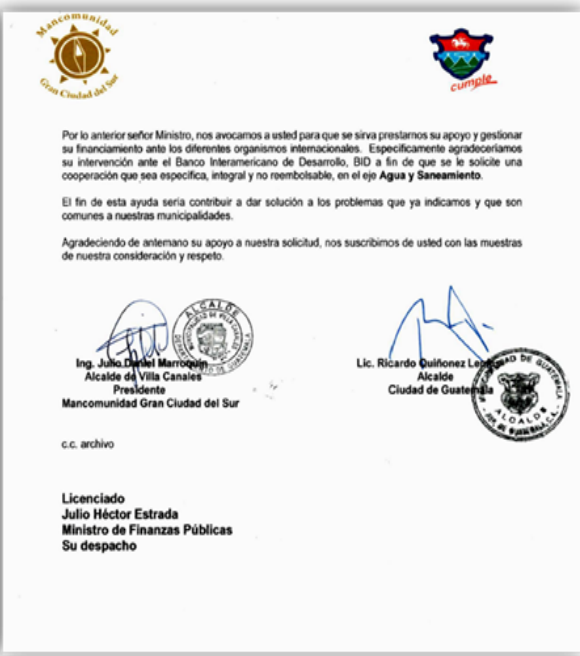 Mancomunidad
Gran Ciudad del Sur
cumple
Por lo anterior señor Ministro, nos avocamos a usted para que se sirva prestarnos su apoyo y gestionar
su financiamiento ante los diferentes organismos internacionales. Específicamente agradeceríamos
su intervención ante el Banco Interamericano de Desarrollo, BID a fin de que se le solicite una
cooperación que sea específica, integral y no reembolsable, en el eje Agua y Saneamiento.
El fin de esta ayuda sería contribuir a dar solución a los problemas que ya indicamos y que son
comunes a nuestras municipalidades.
Agradeciendo de antemano su apoyo a nuestra solicitud, nos suscribimos de usted con las muestras
de nuestra consideración y respeto.
ALCALDE
MUNICIPALIDAD DE VILLA CANALES
Ing. Julio Daniel Marroquín
Alcalde de Villa Canales
Presidente
Mancomunidad Gran Ciudad del Sur
Lic. Ricardo Quiñonez
Alcalde
Ciudad de Guatemala
DE GUATEMALA
ALCALDE
c.c. archivo
Licenciado
Julio Héctor Estrada
Ministro de Finanzas Públicas
Su despacho